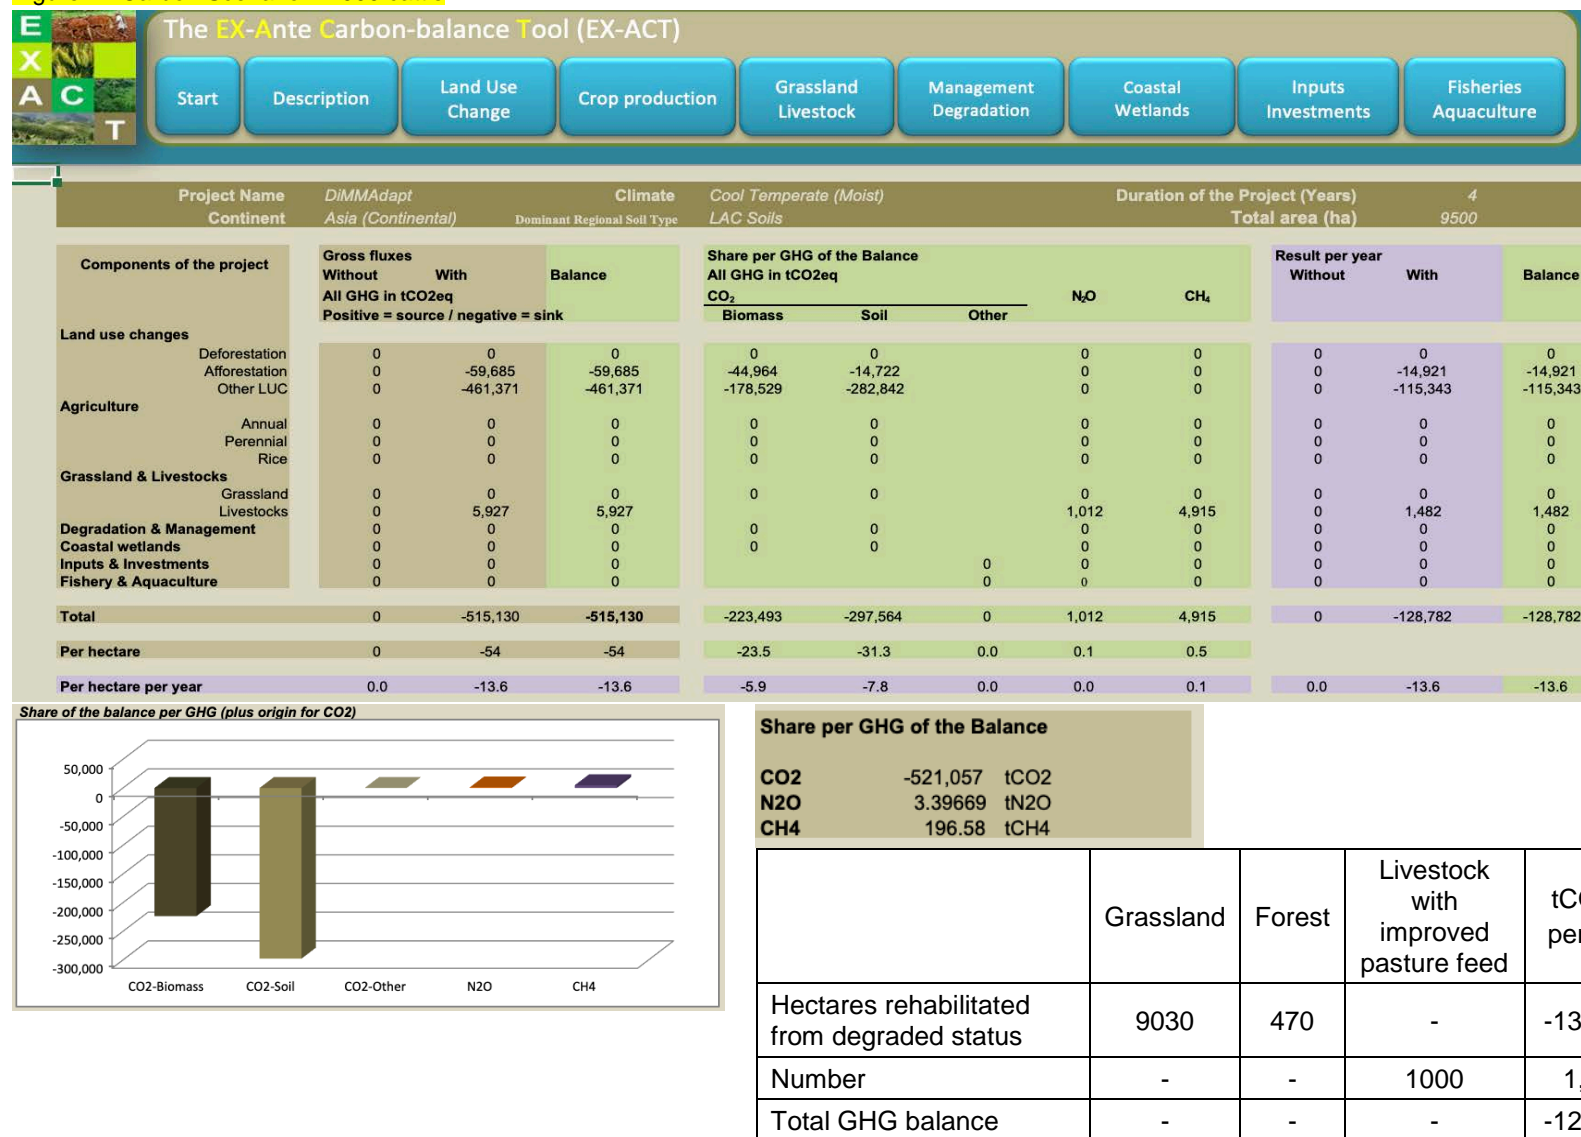 The EX-Ante Carbon-balance Tool (EX-ACT)
E
X
A C
T
Start Description Land Use Change Crop production Grassland Livestock Management Degradation Coastal Wetlands Inputs Investments Fisheries Aquaculture
Project Name DiMMAdapt Climate Cool Temperate (Moist) Duration of the Project (Years) 4
Continent Asia (Continental) Dominant Regional Soil Type LAC Soils Total area (ha) 9500
Components of the project Gross fluxes Share per GHG of the Balance Result per year
Without With Balance All GHG in tCO2eq Without With Balance
All GHG in tCO2eq CO₂ N₂O CH₄
Positive = source / negative = sink Biomass Soil Other
Land use changes
Deforestation 0 0 0 0 0 0 0 0 0 0
Afforestation 0 -59,685 -59,685 -44,964 -14,722 0 0 0 -14,921 -14,921
Other LUC 0 -461,371 -461,371 -178,529 -282,842 0 0 0 -115,343 -115,343
Agriculture
Annual 0 0 0 0 0 0 0 0 0 0
Perennial 0 0 0 0 0 0 0 0 0 0
Rice 0 0 0 0 0 0 0 0 0 0
Grassland & Livestocks
Grassland 0 0 0 0 0 0 0 0 0 0
Livestocks 0 5,927 5,927 1,012 4,915 0 1,482 1,482
Degradation & Management 0 0 0 0 0 0 0 0 0 0
Coastal wetlands 0 0 0 0 0 0 0 0 0 0
Inputs & Investments 0 0 0 0 0 0 0 0 0
Fishery & Aquaculture 0 0 0 0 0 0 0 0 0
Total 0 -515,130 -515,130 -223,493 -297,564 0 1,012 4,915 0 -128,782 -128,782
Per hectare 0 -54 -54 -23.5 -31.3 0.0 0.1 0.5
Per hectare per year 0.0 -13.6 -13.6 -5.9 -7.8 0.0 0.0 0.1 0.0 -13.6 -13.6
Share of the balance per GHG (plus origin for CO2)
50,000
0
-50,000
-100,000
-150,000
-200,000
-250,000
-300,000
CO2-Biomass CO2-Soil CO2-Other N2O CH4
Share per GHG of the Balance
CO2 -521,057 tCO2
N2O 3.39669 tN2O
CH4 196.58 tCH4
Grassland Forest Livestock with improved pasture feed
Hectares rehabilitated from degraded status 9030 470 - -13
Number - - 1000 1,
Total GHG balance - - - -12